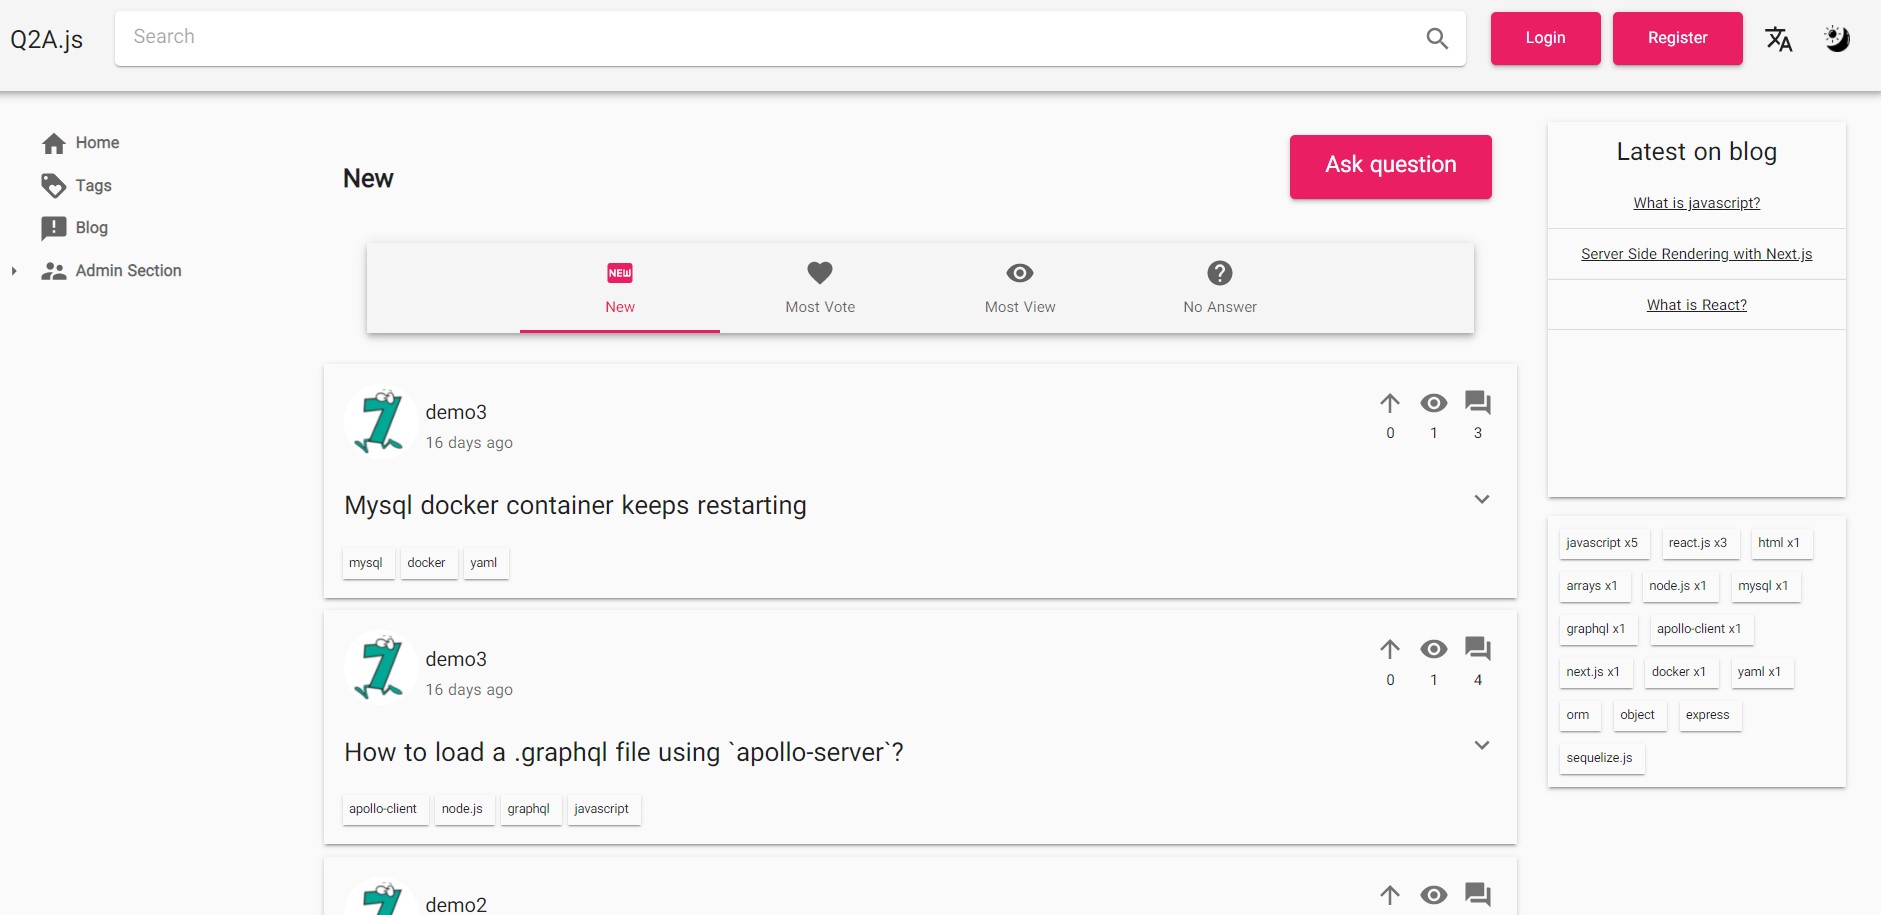 Q2A.js
Search
Login
Register
Home
Tags
Blog
Admin Section
New
Ask question
NEW
New
Most Vote
Most View
No Answer
demo3
16 days ago
0 1 3
Mysql docker container keeps restarting
mysql docker yaml
demo3
16 days ago
0 1 4
How to load a .graphql file using `apollo-server`?
apollo-client node.js graphql javascript
demo2
Latest on blog
What is javascript?
Server Side Rendering with Next.js
What is React?
javascript x5 react.js x3 html x1
arrays x1 node.js x1 mysql x1
graphql x1 apollo-client x1
next.js x1 docker x1 yaml x1
orm object express
sequelize.js